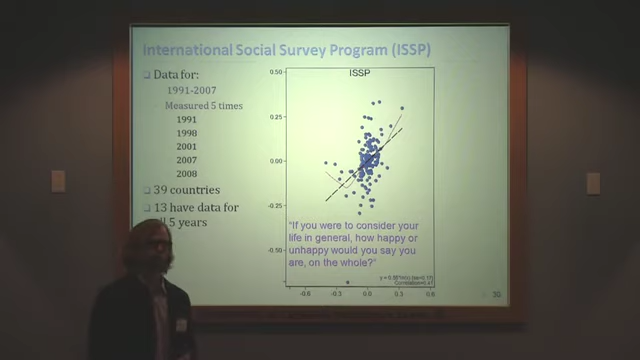 International Social Survey Program (ISSP)
Data for:
1991-2007
Measured 5 times
1991
1998
2001
2007
2008
39 countries
13 have data for
5 years
ISSP
0.50
0.25
0.00
-0.25
-0.50
"If you were to consider your
life in general, how happy or
unhappy would you say you
are, on the whole?"
-0.6
-0.3
0.0
0.3
0.6
30